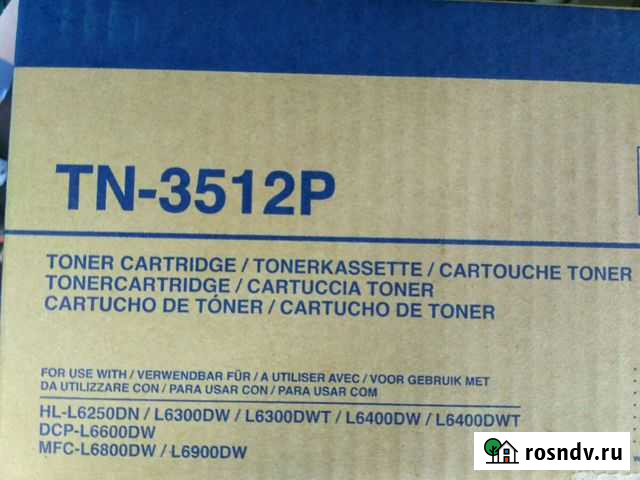 TN-3512P
TONER CARTRIDGE / TONERKASSETTE / CARTOUCHE TONER
TONERCARTRIDGE / CARTUCCIA TONER
CARTUCHO DE TÓNER / CARTUCHO DE TONER
FOR USE WITH / VERWENDBAR FÜR / A UTILISER AVEC / VOOR GEBRUIK MET
DA UTILIZZARE CON / PARA USAR CON / PARA USAR COM
HL-L6250DN / L6300DW / L6300DWT / L6400DW / L6400DWT
DCP-L6600DW
MFC-L6800DW / L6900DW
rosndv.ru